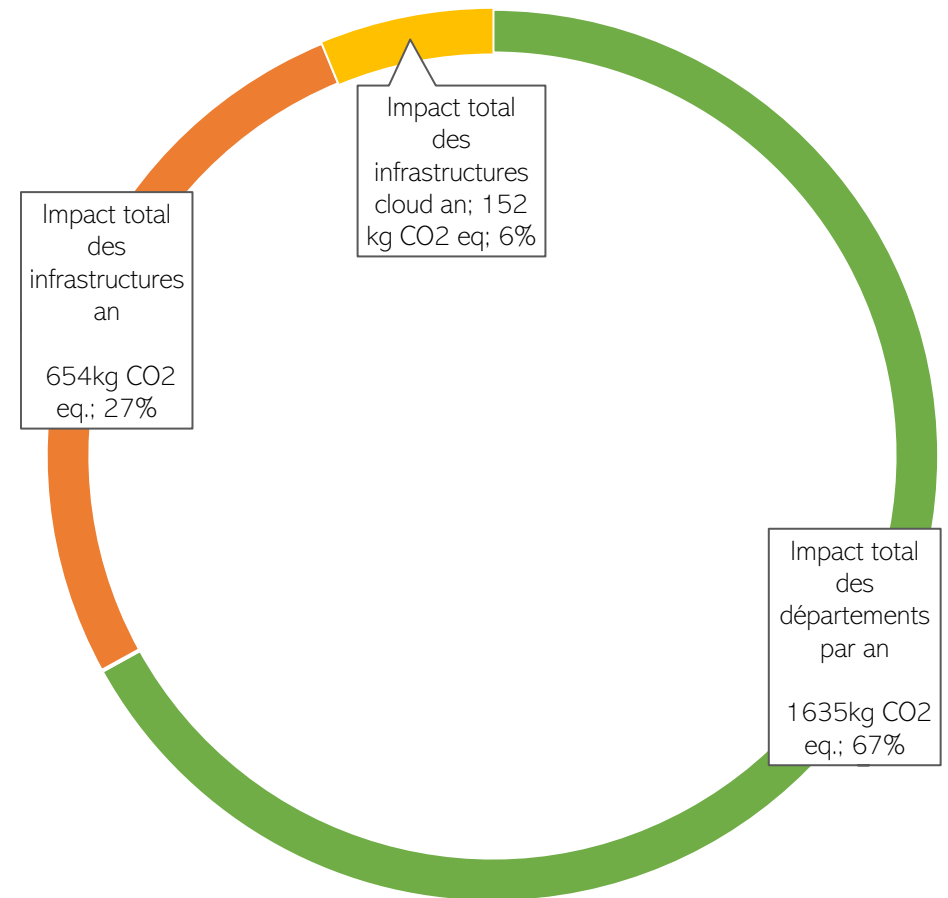 Impact total
des
infrastructures
cloud an; 152
kg CO2 eq; 6%
Impact total
des
infrastructures
an
654kg CO2
eq.; 27%
Impact total
des
départements
par an
1635kg CO2
eq.; 67%